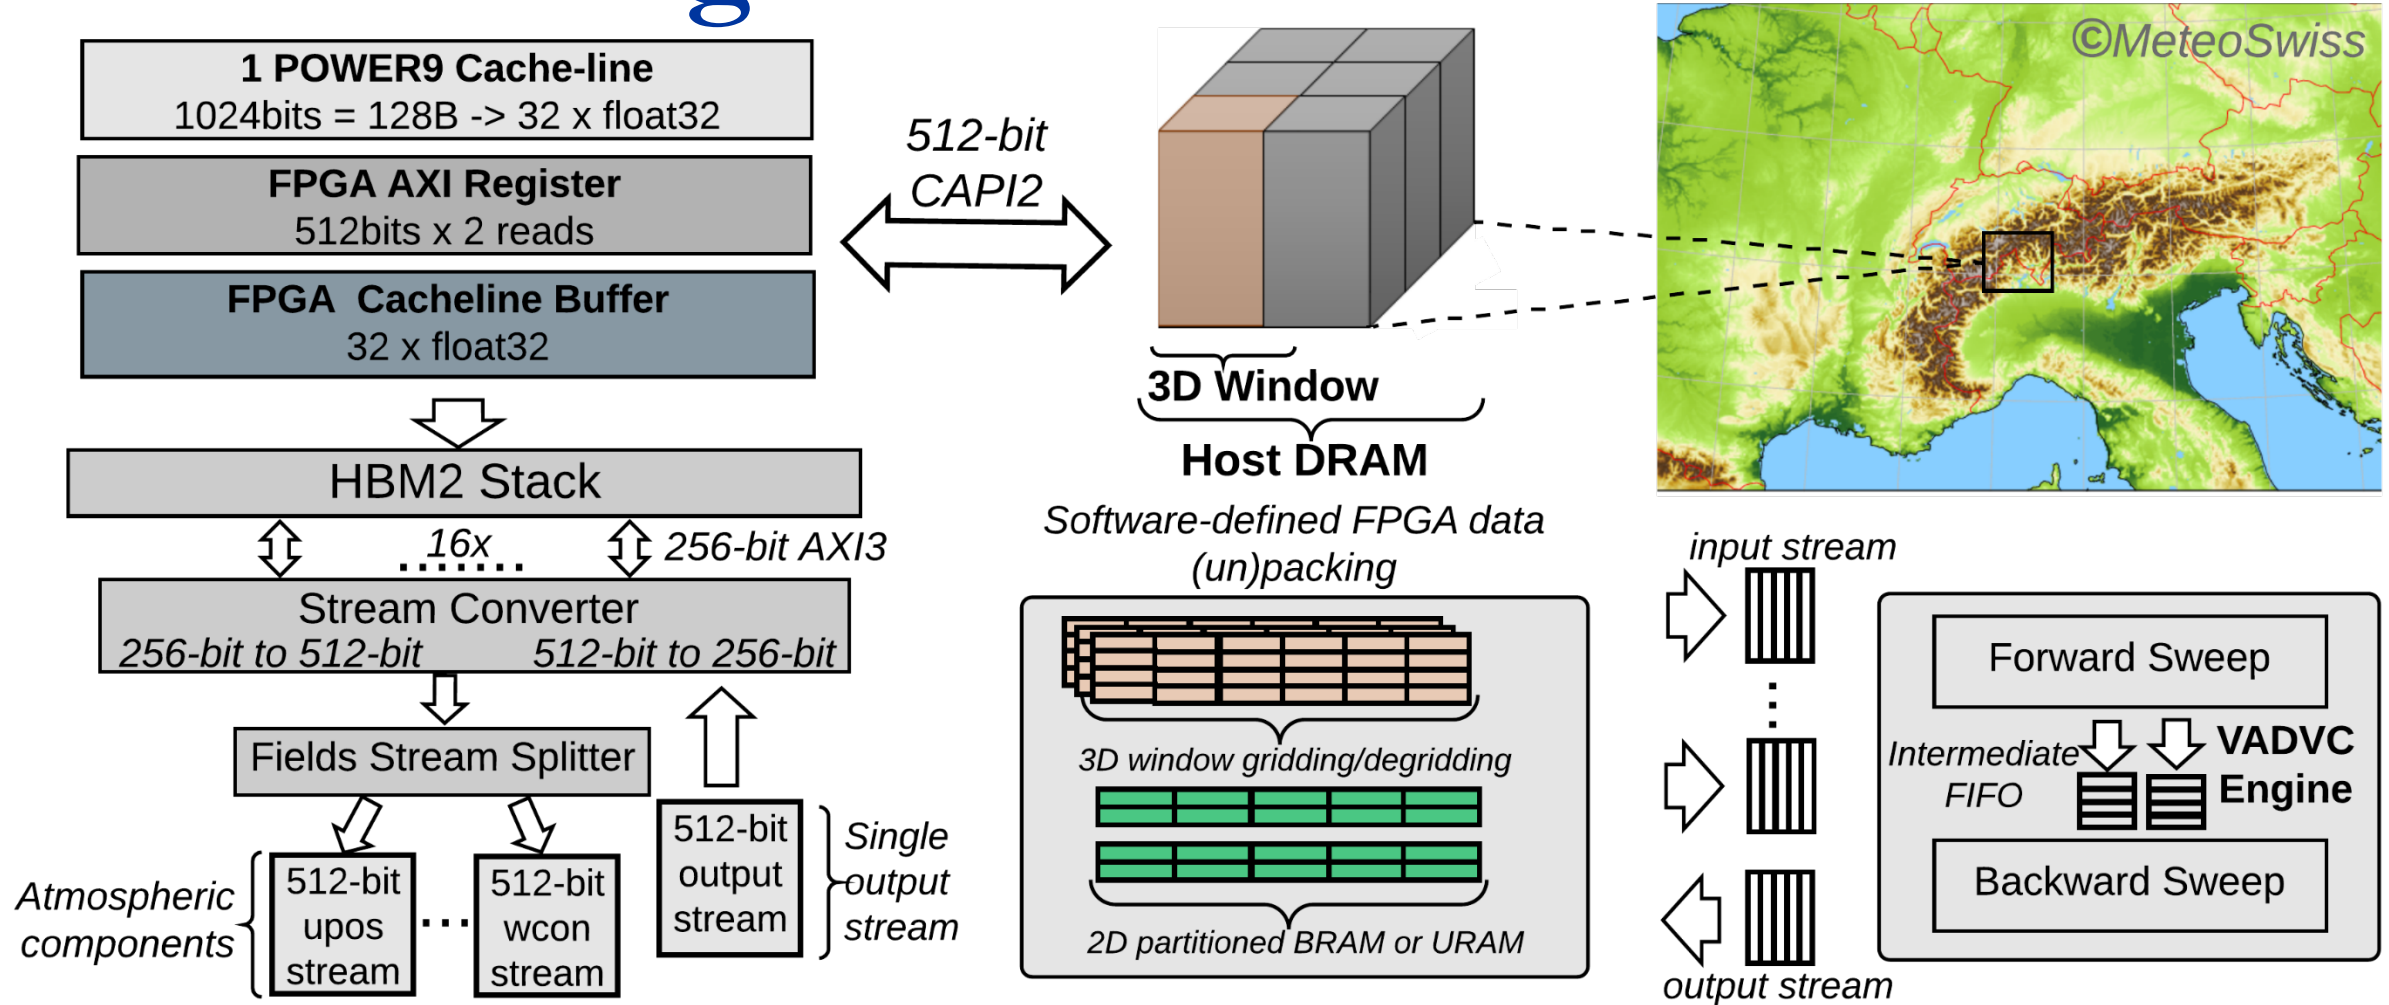 g
1 POWER9 Cache-line
1024bits = 128B -> 32 x float32
FPGA AXI Register
512bits x 2 reads
FPGA Cacheline Buffer
32 x float32
HBM2 Stack
16x
256-bit AXI3
Stream Converter
256-bit to 512-bit
512-bit to 256-bit
Fields Stream Splitter
Atmospheric
components
512-bit
upos
stream
...
512-bit
wcon
stream
512-bit
output
stream
Single
output
stream
512-bit
CAPI2
3D Window
Host DRAM
Software-defined FPGA data
(un)packing
3D window gridding/degridding
2D partitioned BRAM or URAM
©MeteoSwiss
input stream
output stream
Forward Sweep
Intermediate
FIFO
VADVC
Engine
Backward Sweep